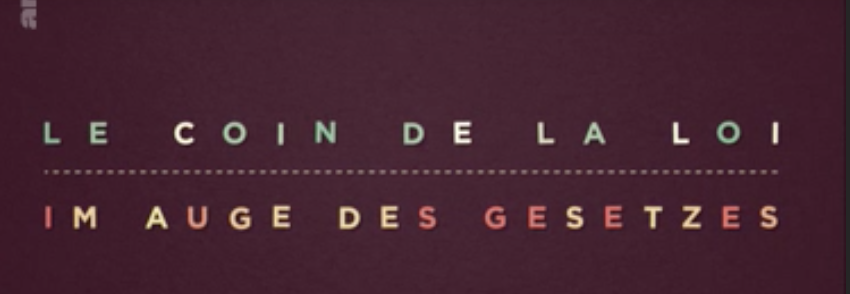 LE COIN DE LA LOI
IM AUGE DES GESETZES